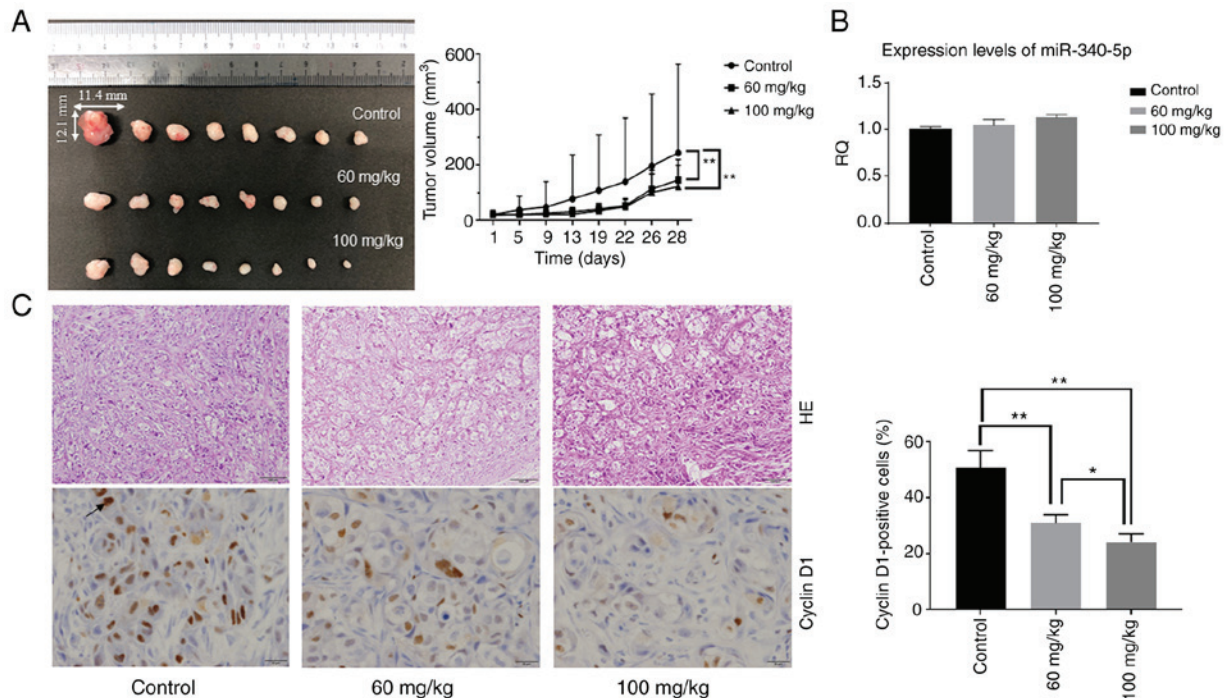 A
11.4 mm
12.1 mm
Control
60 mg/kg
100 mg/kg
Tumor volume (mm³)
600
400
200
0
Control
60 mg/kg
100 mg/kg
**
**
1 5 9 13 19 22 26 28
Time (days)
B
Expression levels of miR-340-5p
RQ
1.5
1.0
0.5
0.0
Control
60 mg/kg
100 mg/kg
Control
60 mg/kg
100 mg/kg
C
HE
Cyclin D1
Control
60 mg/kg
100 mg/kg
Cyclin D1-positive cells (%)
60
40
20
0
**
**
*
Control
60 mg/kg
100 mg/kg